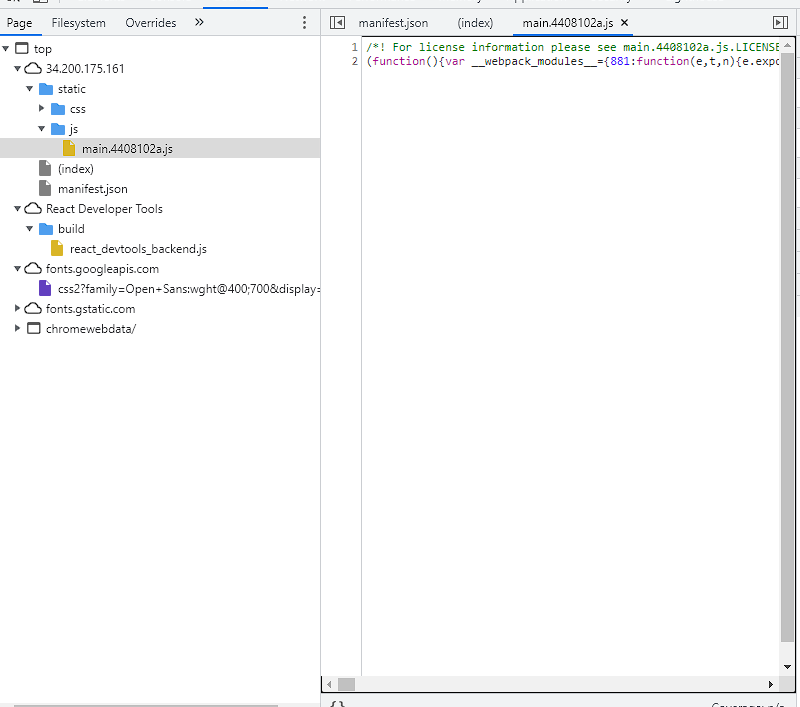 Page Filesystem Overrides » manifest.json (index) main.4408102a.js ×
top
34.200.175.161
static
css
js
main.4408102a.js
(index)
manifest.json
React Developer Tools
build
react_devtools_backend.js
fonts.googleapis.com
css2?family=Open+Sans:wght@400;700&display=
fonts.gstatic.com
chromewebdata/
1 /*! For license information please see main.4408102a.js.LICENSE
2 (function(){var __webpack_modules__={881:function(e,t,n){e.expo
{}